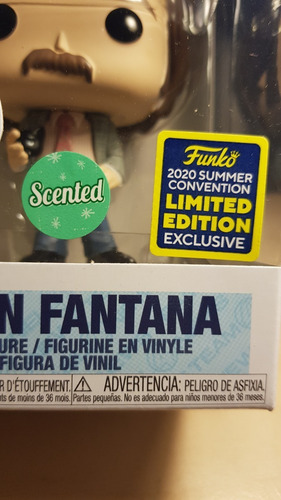 Scented
Funko
2020 SUMMER
CONVENTION
LIMITED
EDITION
EXCLUSIVE
N FANTANA
URE / FIGURINE EN VINYLE
FIGURA DE VINIL
R D'ÉTOUFFEMENT. ADVERTENCIA: PELIGRO DE ASFIXIA.
nts de moins de 36 mois. Partes pequeñas. No es adecuado para niños menores de 36 meses.